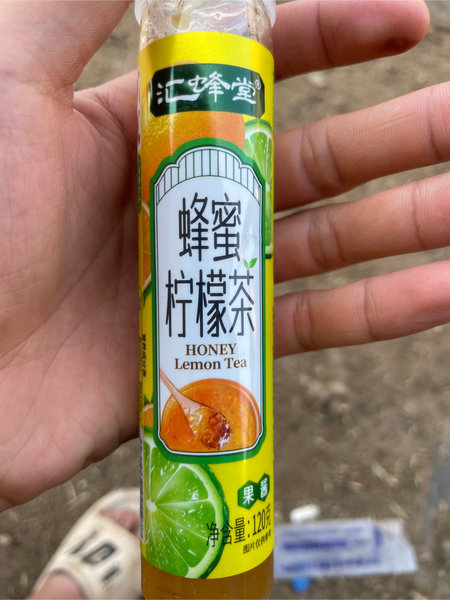 汇蜂堂®
蜂蜜
柠檬茶
HONEY
Lemon Tea
果酱
净含量:120克
图片仅供参考